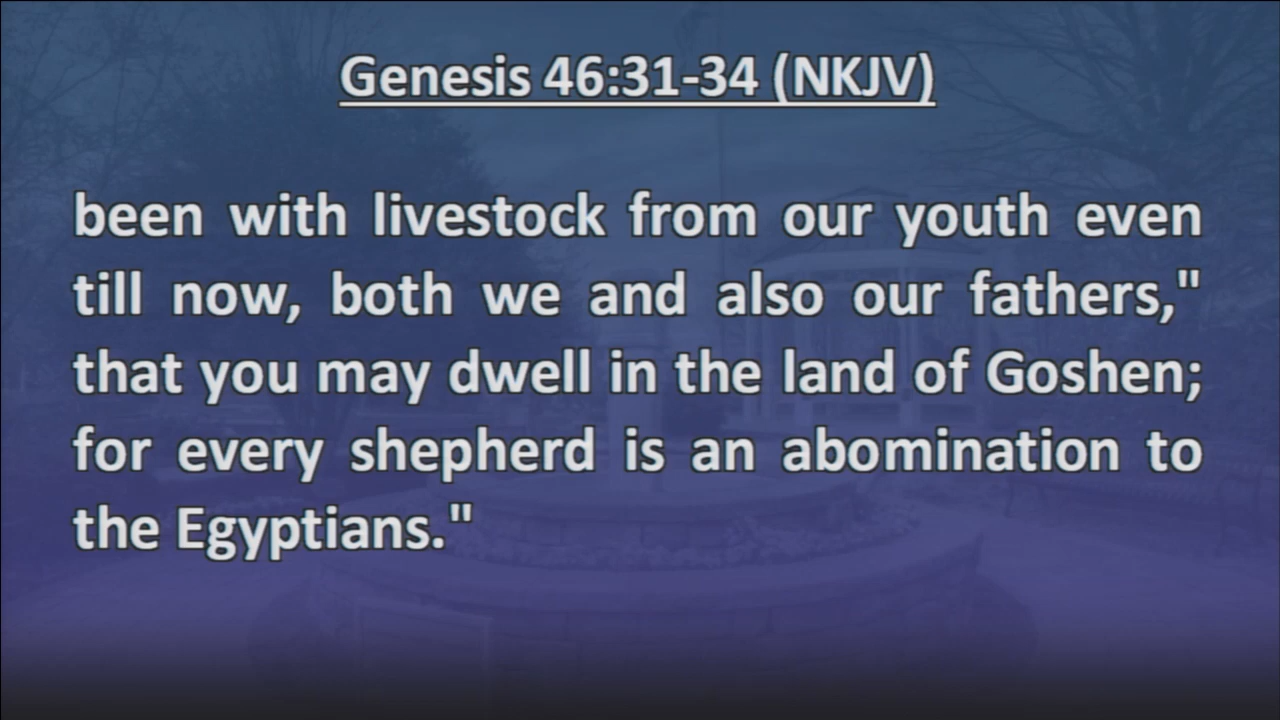 Genesis 46:31-34 (NKJV)
been with livestock from our youth even
till now, both we and also our fathers,"
that you may dwell in the land of Goshen;
for every shepherd is an abomination to
the Egyptians."